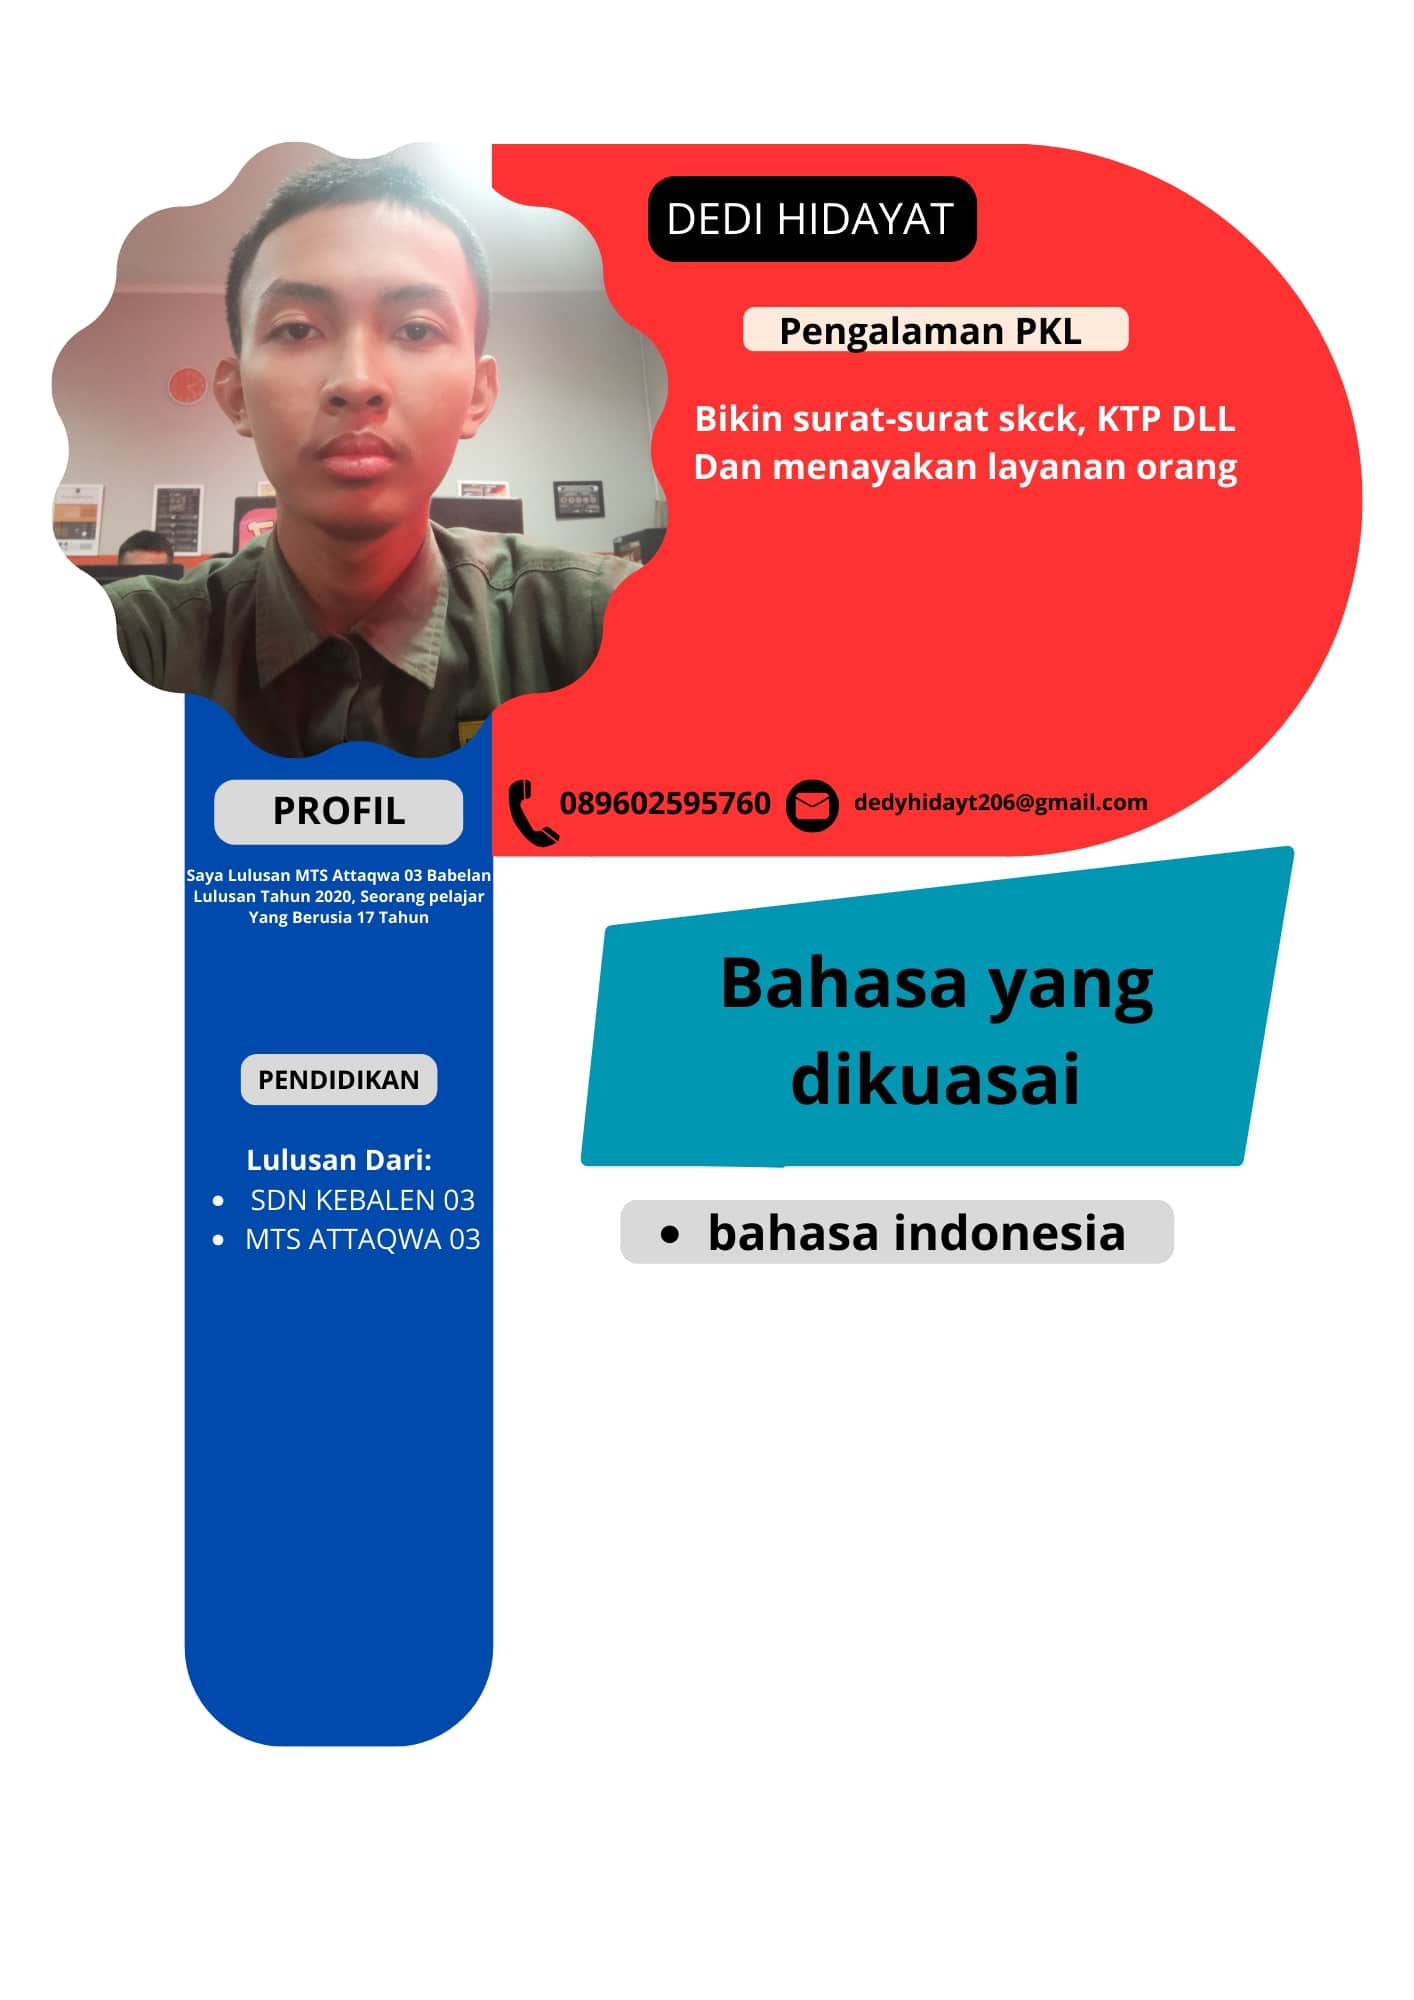 DEDI HIDAYAT
Pengalaman PKL
Bikin surat-surat skck, KTP DLL
Dan menayakan layanan orang
089602595760
dedyhidayt206@gmail.com
PROFIL
Saya Lulusan MTS Attaqwa 03 Babelan
Lulusan Tahun 2020, Seorang pelajar
Yang Berusia 17 Tahun
PENDIDIKAN
Lulusan Dari:
• SDN KEBALEN 03
• MTS ATTAQWA 03
Bahasa yang
dikuasai
• bahasa indonesia